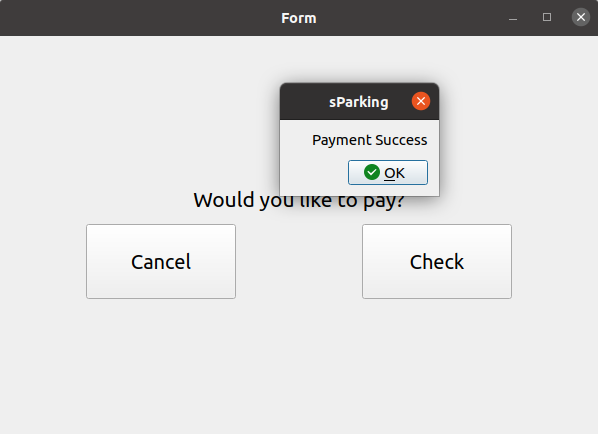 Form
sParking
Payment Success
OK
Would you like to pay?
Cancel
Check